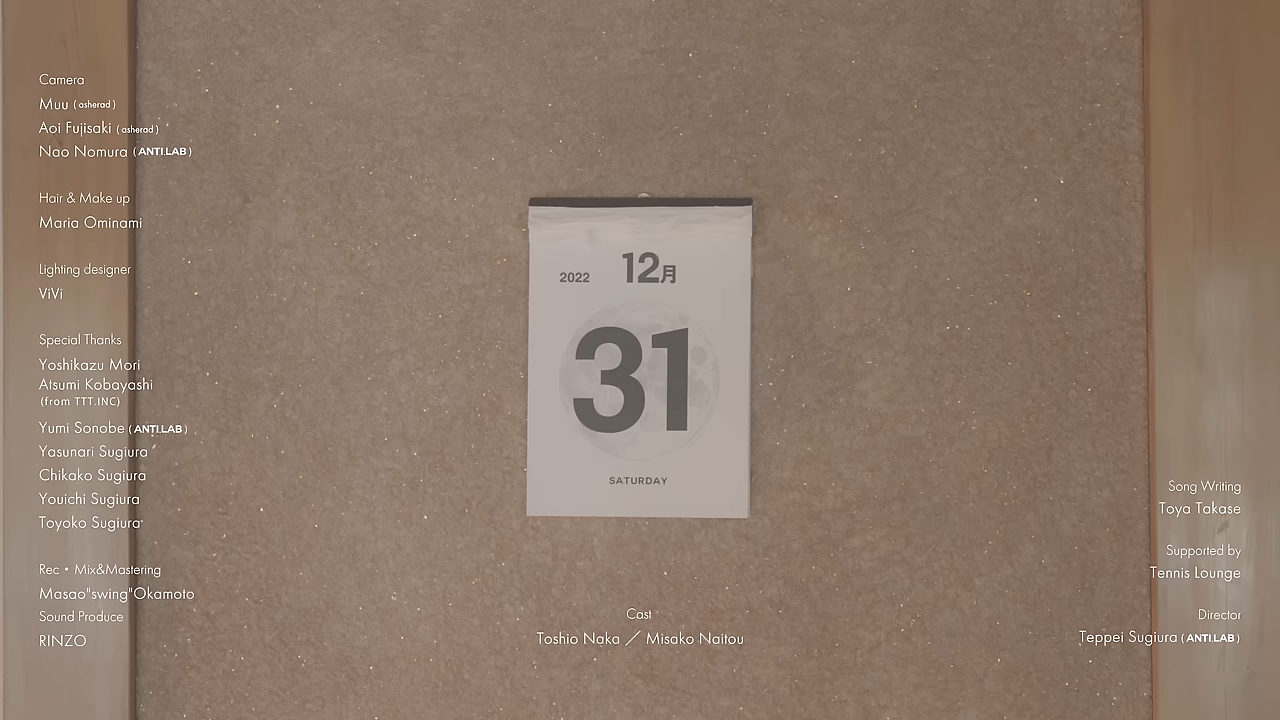 Camera
Muu (asherad)
Aoi Fujisaki (asherad)
Nao Nomura (ANTI.LAB)
Hair & Make up
Maria Ominami
Lighting designer
ViVi
Special Thanks
Yoshikazu Mori
Atsumi Kobayashi
(from TTT.INC)
Yumi Sonobe (ANTI.LAB)
Yasunari Sugiura
Chikako Sugiura
Youichi Sugiura
Toyoko Sugiura
Rec・Mix&Mastering
Masao"swing"Okamoto
Sound Produce
RINZO
2022 12月
31
SATURDAY
Cast
Toshio Naka ／ Misako Naitou
Song Writing
Toya Takase
Supported by
Tennis Lounge
Director
Teppei Sugiura (ANTI.LAB)